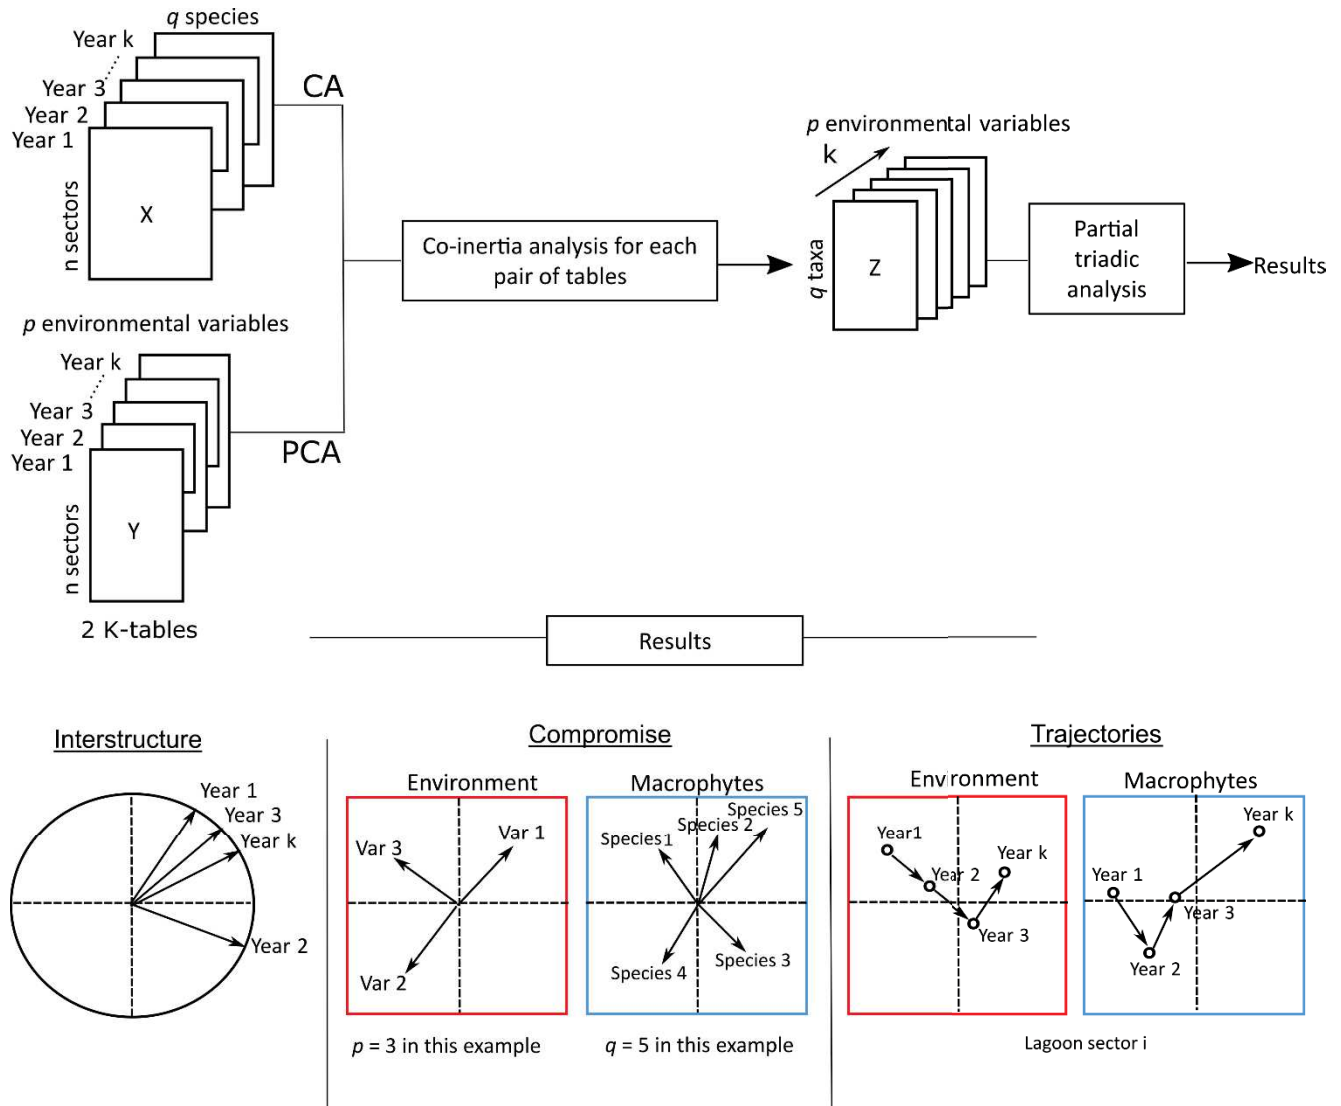 q species
Year k
Year 3
Year 2
Year 1
n sectors
X
CA
p environmental variables
Year k
Year 3
Year 2
Year 1
n sectors
Y
PCA
2 K-tables
Co-inertia analysis for each
pair of tables
p environmental variables
k
q taxa
Z
Partial
triadic
analysis
Results
Results
Interstructure
Year 1
Year 3
Year k
Year 2
Compromise
Environment
Var 3
Var 1
Var 2
p = 3 in this example
Macrophytes
Species 5
Species 2
Species 1
Species 4
Species 3
q = 5 in this example
Trajectories
Environment
Year1
Year 2
Year k
Year 3
Macrophytes
Year k
Year 1
Year 3
Year 2
Lagoon sector i